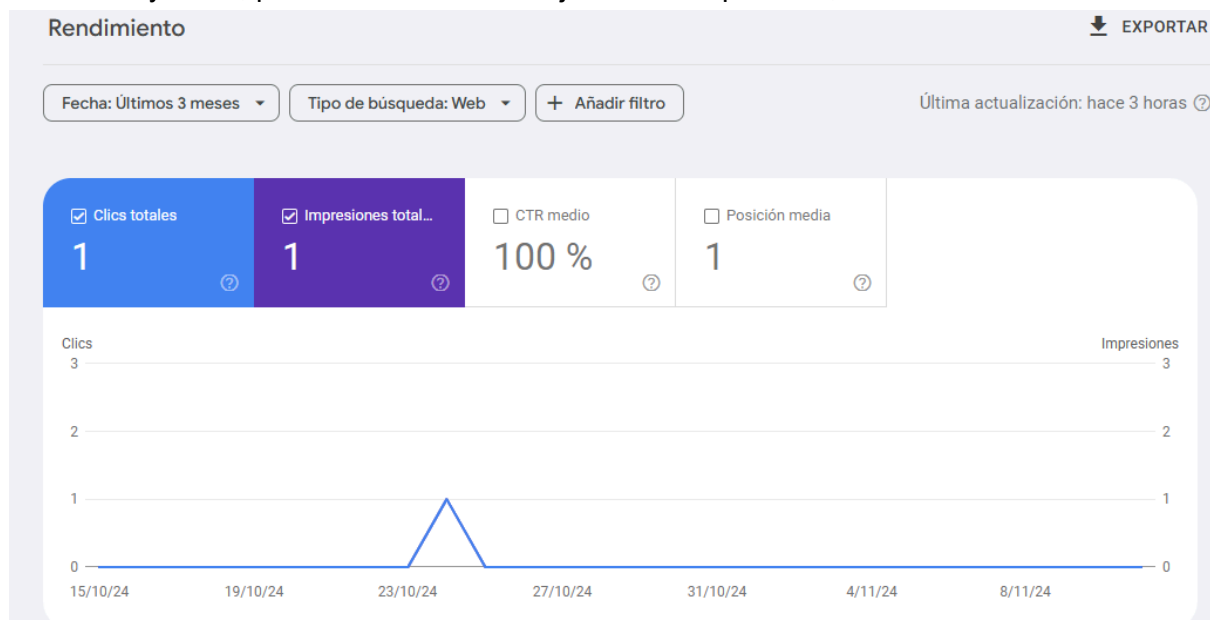 Rendimiento
EXPORTAR
Fecha: Últimos 3 meses
Tipo de búsqueda: Web
+ Añadir filtro
Última actualización: hace 3 horas
Clics totales
Impresiones total...
CTR medio
Posición media
1
1
100 %
1
Clics
Impresiones
3
3
2
2
1
1
0
0
15/10/24
19/10/24
23/10/24
27/10/24
31/10/24
4/11/24
8/11/24